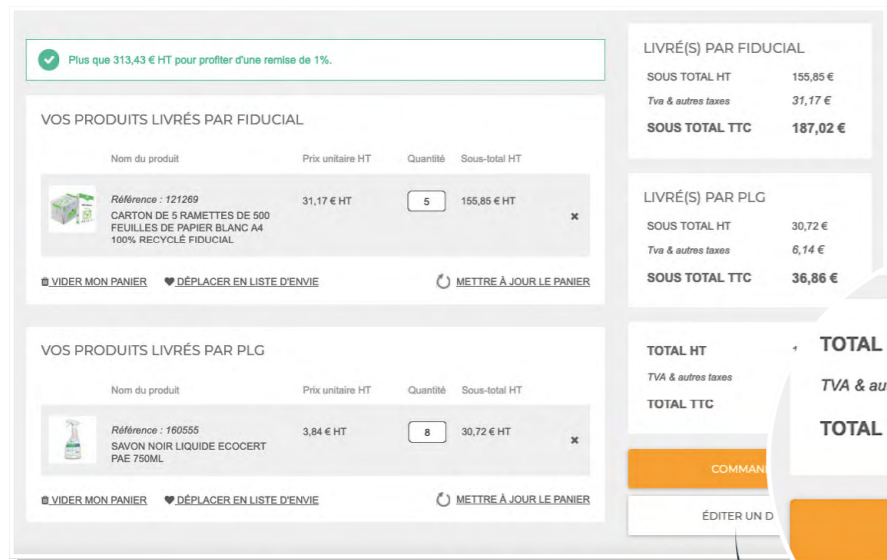 Plus que 313,43 € HT pour profiter d'une remise de 1%.
VOS PRODUITS LIVRÉS PAR FIDUCIAL
Nom du produit Prix unitaire HT Quantité Sous-total HT
Référence : 121269
CARTON DE 5 RAMETTES DE 500
FEUILLES DE PAPIER BLANC A4
100% RECYCLÉ FIDUCIAL
31,17 € HT 5 155,85 € HT
VIDER MON PANIER DÉPLACER EN LISTE D'ENVIE METTRE À JOUR LE PANIER
VOS PRODUITS LIVRÉS PAR PLG
Nom du produit Prix unitaire HT Quantité Sous-total HT
Référence : 160555
SAVON NOIR LIQUIDE ECOCERT
PAE 750ML
3,84 € HT 8 30,72 € HT
VIDER MON PANIER DÉPLACER EN LISTE D'ENVIE METTRE À JOUR LE PANIER
LIVRÉ(S) PAR FIDUCIAL
SOUS TOTAL HT 155,85 €
Tva & autres taxes 31,17 €
SOUS TOTAL TTC 187,02 €
LIVRÉ(S) PAR PLG
SOUS TOTAL HT 30,72 €
Tva & autres taxes 6,14 €
SOUS TOTAL TTC 36,86 €
TOTAL HT
TVA & autres taxes
TOTAL TTC
COMMAN
ÉDITER UN D
TOTAL
TVA & au
TOTAL